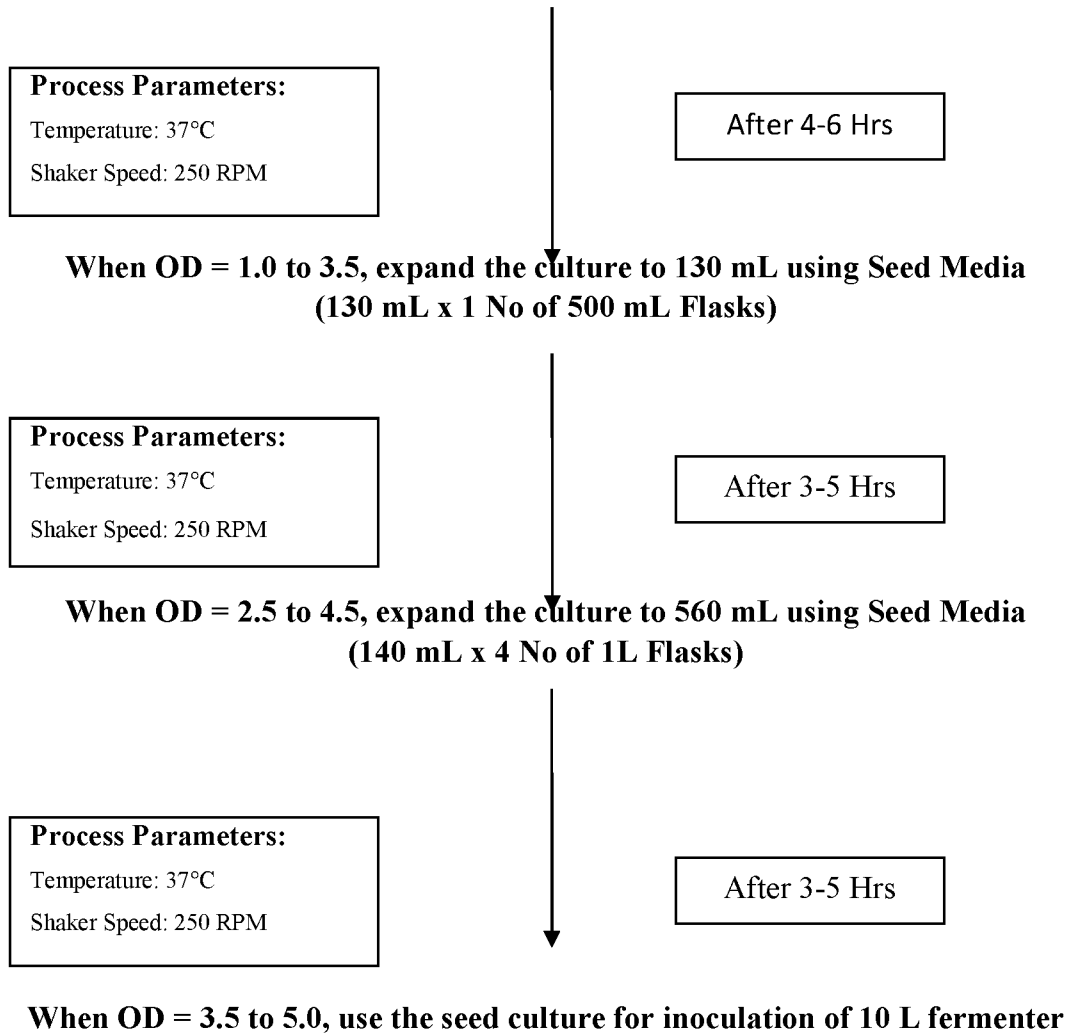 Process Parameters:
Temperature: 37°C
Shaker Speed: 250 RPM
After 4-6 Hrs
When OD = 1.0 to 3.5, expand the culture to 130 mL using Seed Media
(130 mL x 1 No of 500 mL Flasks)
Process Parameters:
Temperature: 37°C
Shaker Speed: 250 RPM
After 3-5 Hrs
When OD = 2.5 to 4.5, expand the culture to 560 mL using Seed Media
(140 mL x 4 No of 1L Flasks)
Process Parameters:
Temperature: 37°C
Shaker Speed: 250 RPM
After 3-5 Hrs
When OD = 3.5 to 5.0, use the seed culture for inoculation of 10 L fermenter